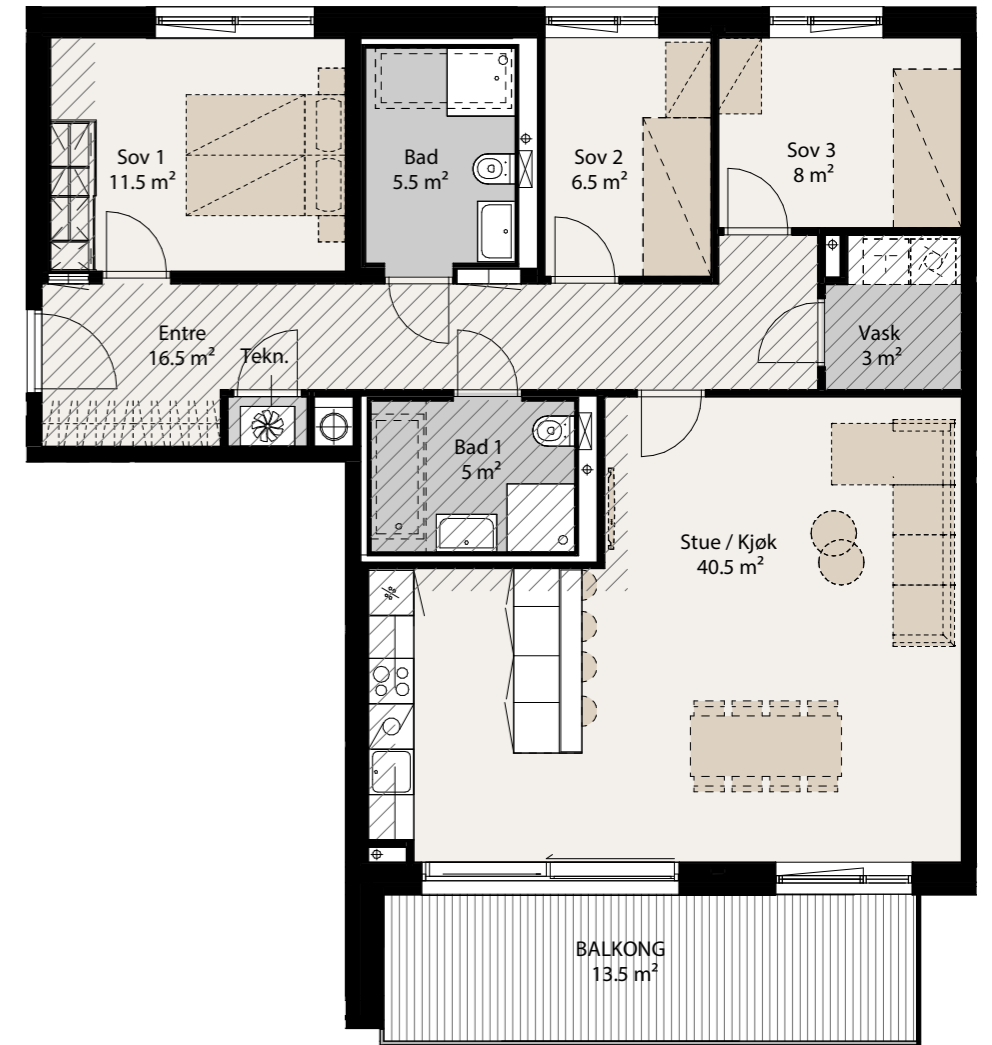 Sov 1
11.5 m²
Bad
5.5 m²
Sov 2
6.5 m²
Sov 3
8 m²
Entre
16.5 m²
Tekn.
Vask
3 m²
Bad 1
5 m²
Stue / Kjøk
40.5 m²
BALKONG
13.5 m²